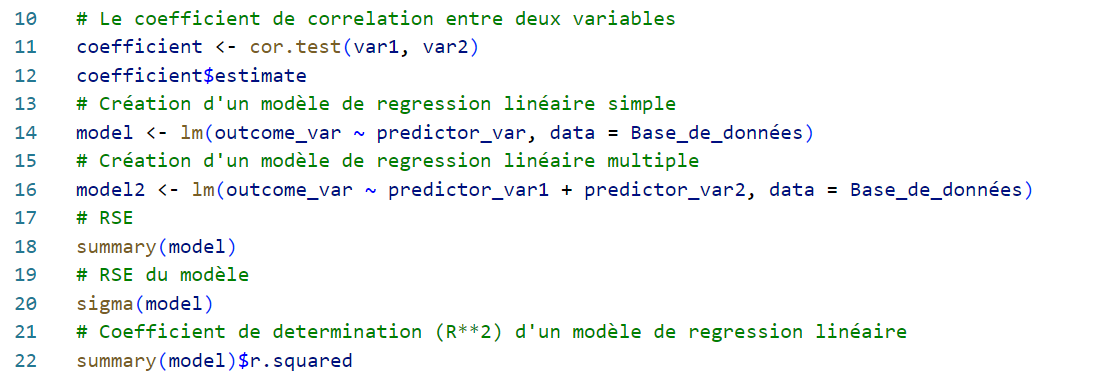 10 # Le coefficient de correlation entre deux variables
11 coefficient <- cor.test(var1, var2)
12 coefficient$estimate
13 # Création d'un modèle de regression linéaire simple
14 model <- lm(outcome_var ~ predictor_var, data = Base_de_données)
15 # Création d'un modèle de regression linéaire multiple
16 model2 <- lm(outcome_var ~ predictor_var1 + predictor_var2, data = Base_de_données)
17 # RSE
18 summary(model)
19 # RSE du modèle
20 sigma(model)
21 # Coefficient de determination (R**2) d'un modèle de regression linéaire
22 summary(model)$r.squared